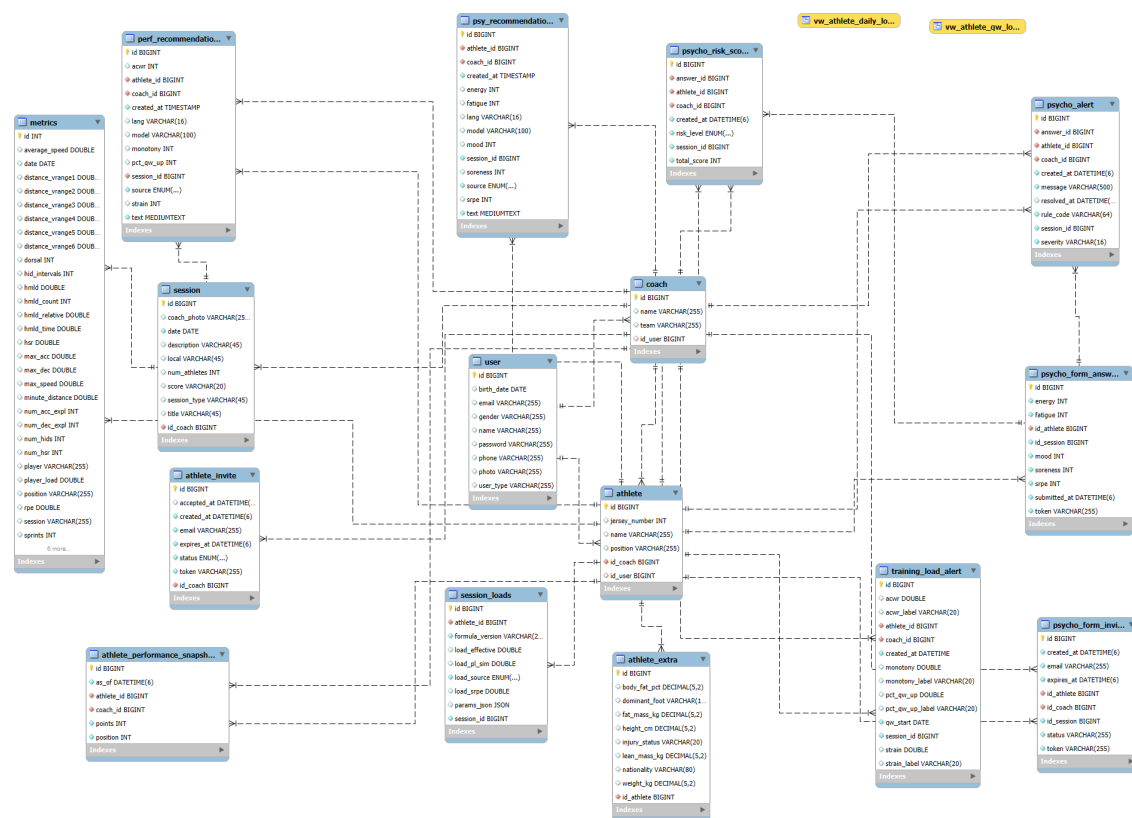 vw_athlete_daily_lo...
vw_athlete_qw_lo...
perf_recommendatio...
id BIGINT
acwr INT
athlete_id BIGINT
coach_id BIGINT
created_at TIMESTAMP
lang VARCHAR(16)
model VARCHAR(100)
monotony INT
pct_qw_up INT
session_id BIGINT
source ENUM(...)
strain INT
text MEDIUMTEXT
Indexes
psy_recommendatio...
id BIGINT
athlete_id BIGINT
coach_id BIGINT
created_at TIMESTAMP
energy INT
fatigue INT
lang VARCHAR(16)
model VARCHAR(100)
mood INT
session_id BIGINT
soreness INT
source ENUM(...)
srpe INT
text MEDIUMTEXT
Indexes
psycho_risk_sco...
id BIGINT
answer_id BIGINT
athlete_id BIGINT
coach_id BIGINT
created_at DATETIME(6)
risk_level ENUM(...)
session_id BIGINT
total_score INT
Indexes
psycho_alert
id BIGINT
answer_id BIGINT
athlete_id BIGINT
coach_id BIGINT
created_at DATETIME(6)
message VARCHAR(500)
resolved_at DATETIME(...
rule_code VARCHAR(64)
session_id BIGINT
severity VARCHAR(16)
Indexes
metrics
id INT
average_speed DOUBLE
date DATE
distance_vrange1 DOUB...
distance_vrange2 DOUB...
distance_vrange3 DOUB...
distance_vrange4 DOUB...
distance_vrange5 DOUB...
distance_vrange6 DOUB...
dorsal INT
hid_intervals INT
hmld DOUBLE
hmld_count INT
hmld_relative DOUBLE
hmld_time DOUBLE
hsr DOUBLE
max_acc DOUBLE
max_dec DOUBLE
max_speed DOUBLE
minute_distance DOUBLE
num_acc_expl INT
num_dec_expl INT
num_hids INT
num_hsr INT
player VARCHAR(255)
player_load DOUBLE
position VARCHAR(255)
rpe DOUBLE
session VARCHAR(255)
sprints INT
6 more...
Indexes
session
id BIGINT
coach_photo VARCHAR(25...
date DATE
description VARCHAR(45)
local VARCHAR(45)
num_athletes INT
score VARCHAR(20)
session_type VARCHAR(45)
title VARCHAR(45)
id_coach BIGINT
Indexes
coach
id BIGINT
name VARCHAR(255)
team VARCHAR(255)
id_user BIGINT
Indexes
user
id BIGINT
birth_date DATE
email VARCHAR(255)
gender VARCHAR(255)
name VARCHAR(255)
password VARCHAR(255)
phone VARCHAR(255)
photo VARCHAR(255)
user_type VARCHAR(255)
Indexes
psycho_form_answ...
id BIGINT
energy INT
fatigue INT
id_athlete BIGINT
id_session BIGINT
mood INT
soreness INT
srpe INT
submitted_at DATETIME(6)
token VARCHAR(255)
Indexes
athlete_invite
id BIGINT
accepted_at DATETIME(...
created_at DATETIME(6)
email VARCHAR(255)
expires_at DATETIME(6)
status ENUM(...)
token VARCHAR(255)
id_coach BIGINT
Indexes
athlete
id BIGINT
jersey_number INT
name VARCHAR(255)
position VARCHAR(255)
id_coach BIGINT
id_user BIGINT
Indexes
session_loads
id BIGINT
athlete_id BIGINT
formula_version VARCHAR(2...
load_effective DOUBLE
load_pl_sim DOUBLE
load_source ENUM(...)
load_srpe DOUBLE
params_json JSON
session_id BIGINT
Indexes
training_load_alert
id BIGINT
acwr DOUBLE
acwr_label VARCHAR(20)
athlete_id BIGINT
coach_id BIGINT
created_at DATETIME
monotony DOUBLE
monotony_label VARCHAR(20)
pct_qw_up DOUBLE
pct_qw_up_label VARCHAR(20)
qw_start DATE
session_id BIGINT
strain DOUBLE
strain_label VARCHAR(20)
Indexes
psycho_form_invi...
id BIGINT
created_at DATETIME(6)
email VARCHAR(255)
expires_at DATETIME(6)
id_athlete BIGINT
id_coach BIGINT
id_session BIGINT
status VARCHAR(255)
token VARCHAR(255)
Indexes
athlete_performance_snapsh...
id BIGINT
as_of DATETIME(6)
athlete_id BIGINT
coach_id BIGINT
points INT
position INT
Indexes
athlete_extra
id BIGINT
body_fat_pct DECIMAL(5,2)
dominant_foot VARCHAR(1...
fat_mass_kg DECIMAL(5,2)
height_cm DECIMAL(5,2)
injury_status VARCHAR(20)
lean_mass_kg DECIMAL(5,2)
nationality VARCHAR(80)
weight_kg DECIMAL(5,2)
id_athlete BIGINT
Indexes